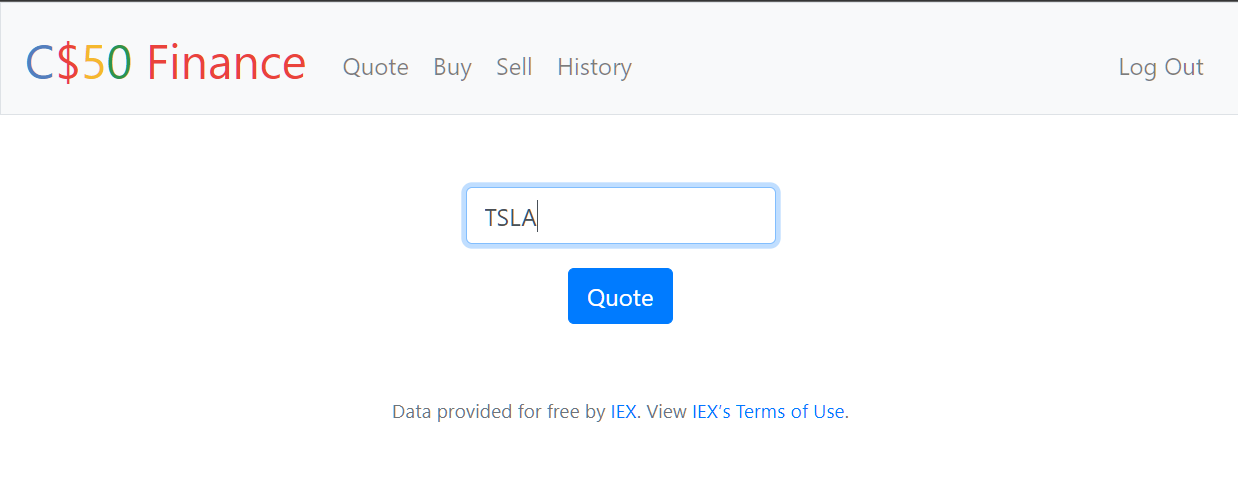 C$50 Finance Quote Buy Sell History Log Out
TSLA
Quote
Data provided for free by IEX. View IEX's Terms of Use.